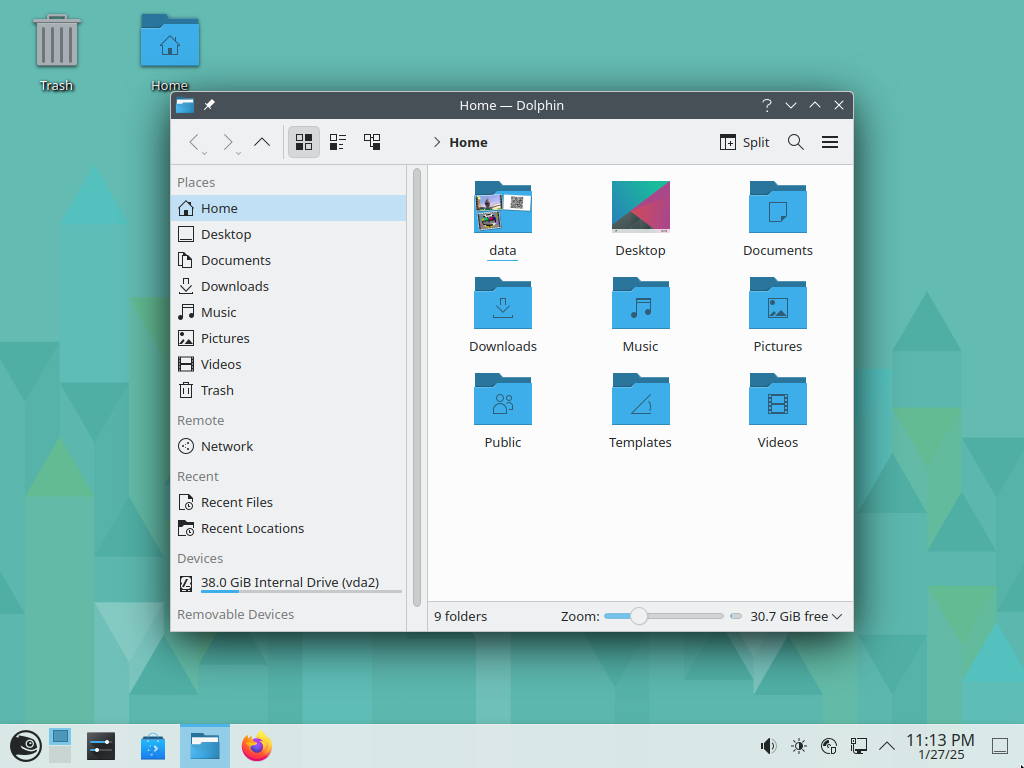 Trash
Home
Home — Dolphin
Home
Split
Places
Home
Desktop
Documents
Downloads
Music
Pictures
Videos
Trash
Remote
Network
Recent
Recent Files
Recent Locations
Devices
38.0 GiB Internal Drive (vda2)
Removable Devices
data
Desktop
Documents
Downloads
Music
Pictures
Public
Templates
Videos
9 folders
Zoom:
30.7 GiB free
11:13 PM
1/27/25